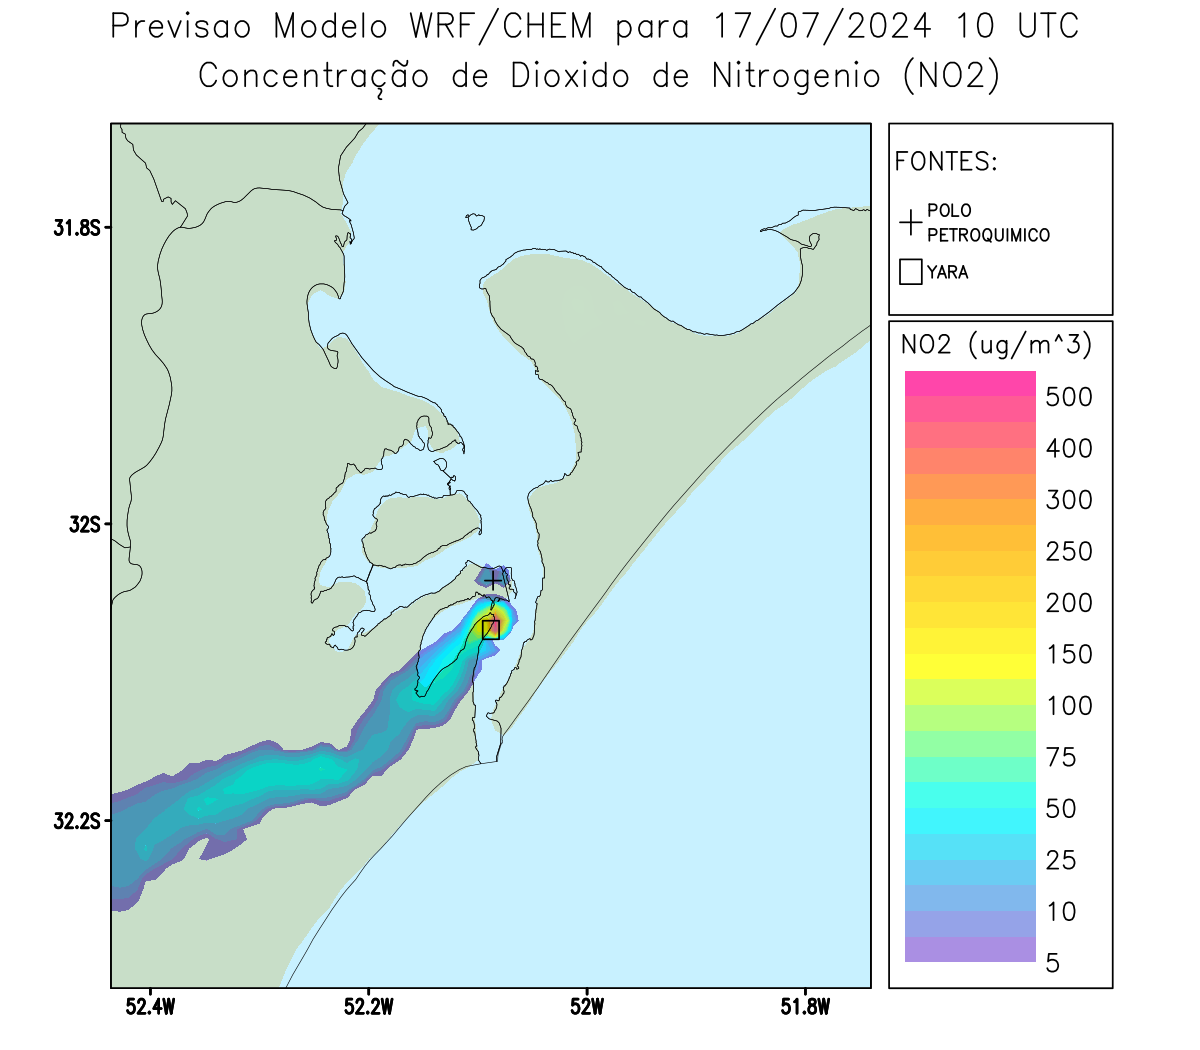 Previsao Modelo WRF/CHEM para 17/07/2024 10 UTC
Concentração de Dioxido de Nitrogenio (NO2)
FONTES:
POLO
PETROQUIMICO
YARA
NO2 (ug/m^3)
500
400
300
250
200
150
100
75
50
25
10
5
31.8S
32S
32.2S
52.4W
52.2W
52W
51.8W